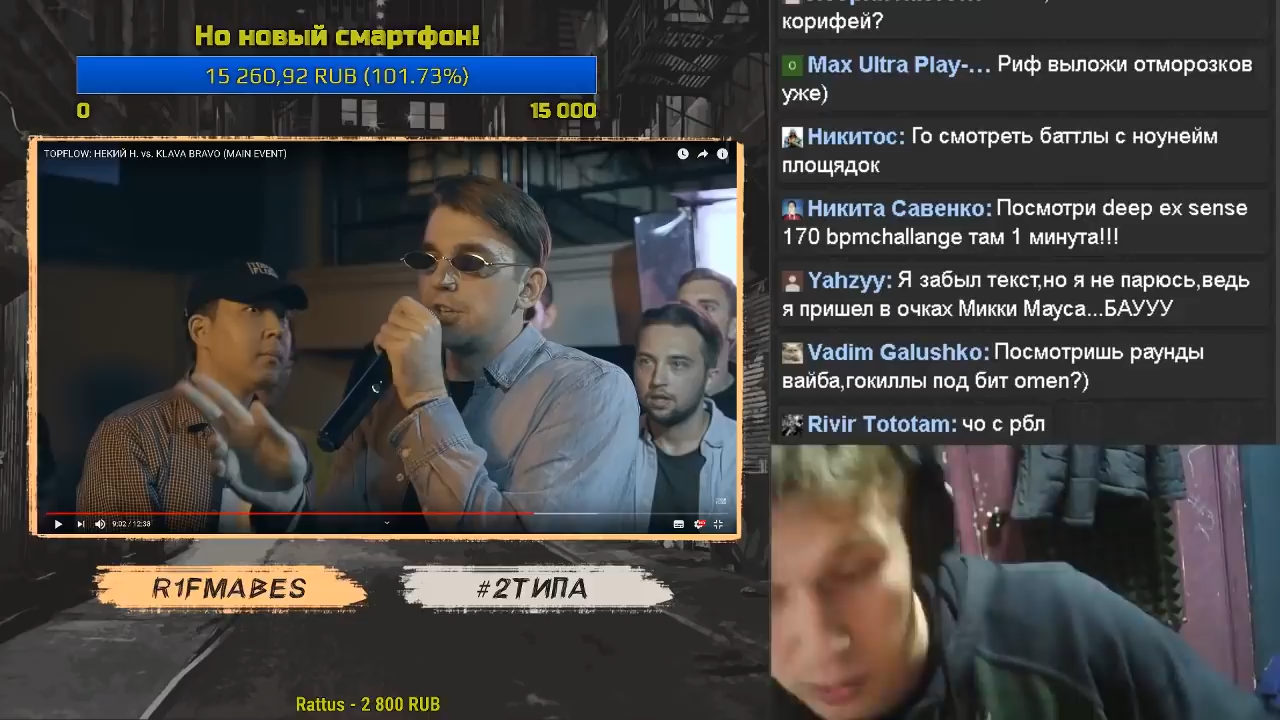 Но новый смартфон!
15 260,92 RUB (101.73%)
0
15 000
TOPFLOW: НЕКИЙ Н. vs. KLAVA BRAVO (MAIN EVENT)
9:02 / 12:38
R1FMABES
#2ТИПА
Rattus - 2 800 RUB
корифей?
Max Ultra Play-... Риф выложи отморозков
уже)
Никитос: Го смотреть баттлы с ноунейм
площадок
Никита Савенко: Посмотри deep ex sense
170 bpmchallange там 1 минута!!!
Yahzyy: Я забыл текст,но я не парюсь,ведь
я пришел в очках Микки Мауса...БАУУУ
Vadim Galushko: Посмотришь раунды
вайба,гокиллы под бит omen?)
Rivir Tototam: чо с рбл